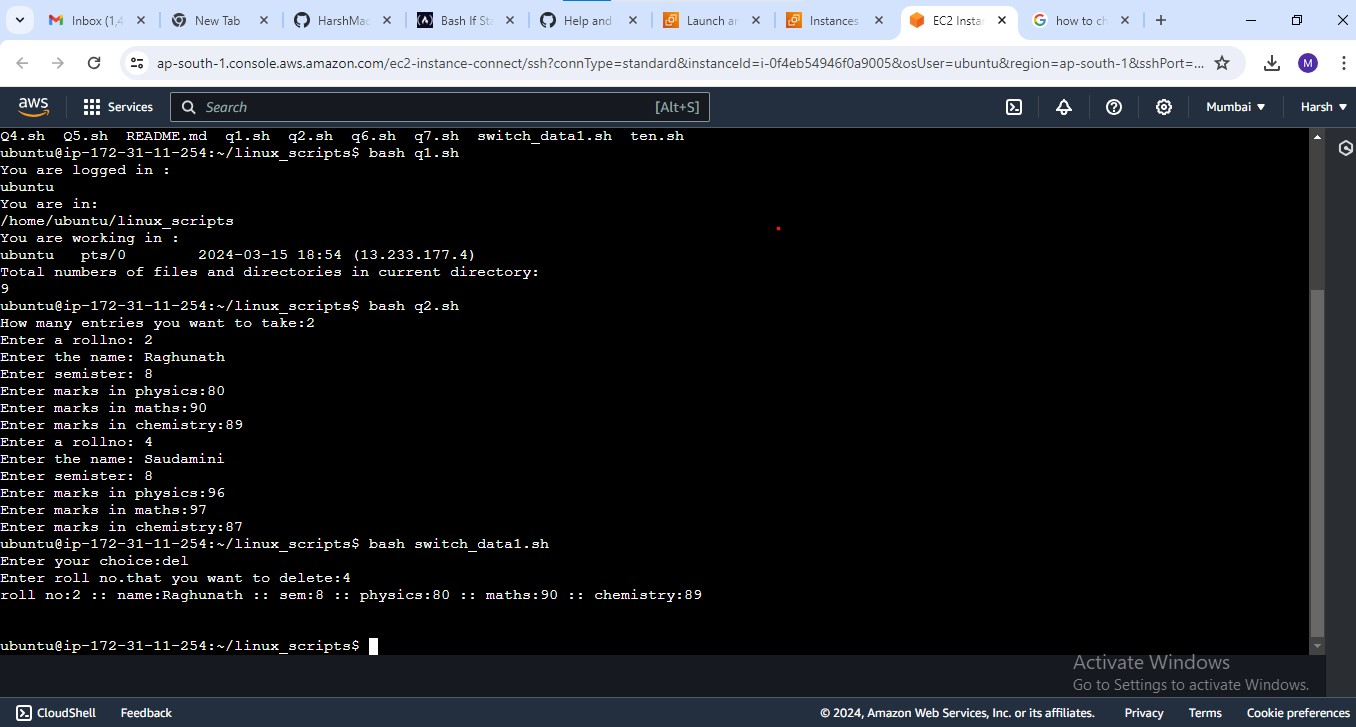 Inbox (1,4
New Tab
HarshMac
Bash If Sta
Help and
Launch an
Instances
EC2 Instan
how to ch
ap-south-1.console.aws.amazon.com/ec2-instance-connect/ssh?connType=standard&instanceId=i-0f4eb54946f0a9005&osUser=ubuntu&region=ap-south-1&sshPort=...
M
aws
Services
Search
[Alt+S]
Mumbai
Harsh
Q4.sh Q5.sh README.md q1.sh q2.sh q6.sh q7.sh switch_data1.sh ten.sh
ubuntu@ip-172-31-11-254:~/linux_scripts$ bash q1.sh
You are logged in :
ubuntu
You are in:
/home/ubuntu/linux_scripts
You are working in :
ubuntu pts/0 2024-03-15 18:54 (13.233.177.4)
Total numbers of files and directories in current directory:
9
ubuntu@ip-172-31-11-254:~/linux_scripts$ bash q2.sh
How many entries you want to take:2
Enter a rollno: 2
Enter the name: Raghunath
Enter semister: 8
Enter marks in physics:80
Enter marks in maths:90
Enter marks in chemistry:89
Enter a rollno: 4
Enter the name: Saudamini
Enter semister: 8
Enter marks in physics:96
Enter marks in maths:97
Enter marks in chemistry:87
ubuntu@ip-172-31-11-254:~/linux_scripts$ bash switch_data1.sh
Enter your choice:del
Enter roll no.that you want to delete:4
roll no:2 :: name:Raghunath :: sem:8 :: physics:80 :: maths:90 :: chemistry:89
ubuntu@ip-172-31-11-254:~/linux_scripts$
Activate Windows
Go to Settings to activate Windows.
CloudShell
Feedback
© 2024, Amazon Web Services, Inc. or its affiliates.
Privacy
Terms
Cookie preferences